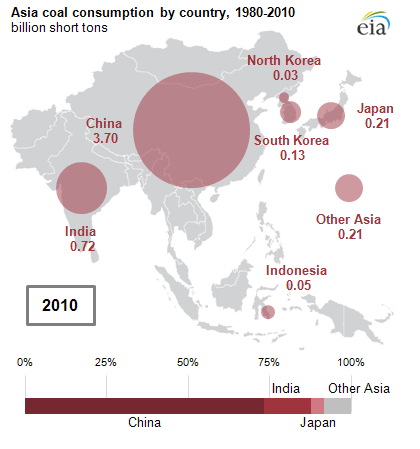 Asia coal consumption by country, 1980-2010
billion short tons
eia
North Korea
0.03
China
3.70
Japan
0.21
South Korea
0.13
India
0.72
Other Asia
0.21
Indonesia
0.05
2010
0% 25% 50% 75% 100%
India Other Asia
China Japan